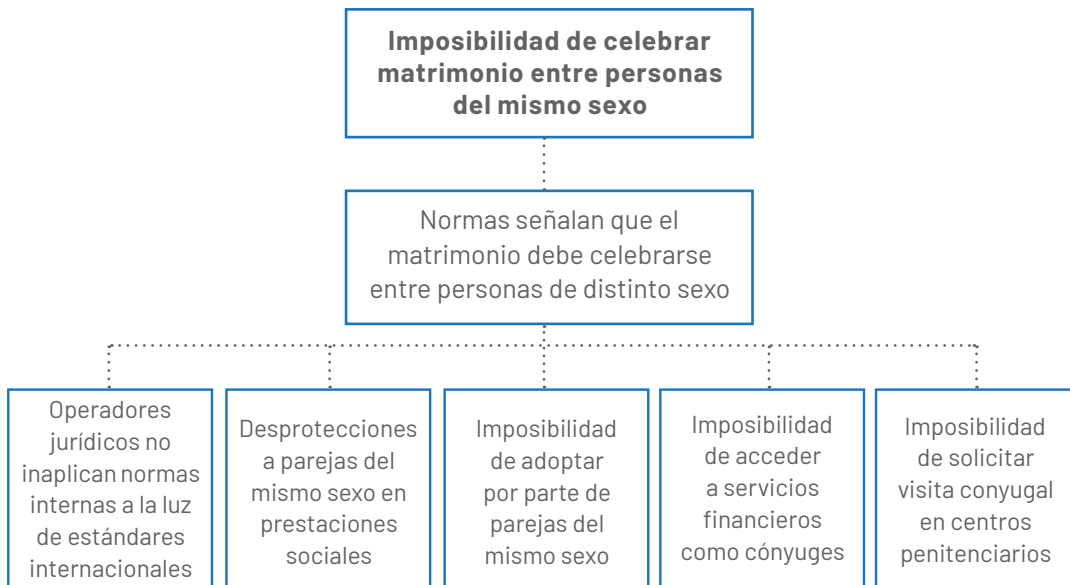 Imposibilidad de celebrar
matrimonio entre personas
del mismo sexo
Normas señalan que el
matrimonio debe celebrarse
entre personas de distinto sexo
Operadores
jurídicos no
inaplican normas
internas a la luz
de estándares
internacionales
Desprotecciones
a parejas del
mismo sexo en
prestaciones
sociales
Imposibilidad
de adoptar
por parte de
parejas del
mismo sexo
Imposibilidad
de acceder
a servicios
financieros
como cónyuges
Imposibilidad
de solicitar
visita conyugal
en centros
penitenciarios